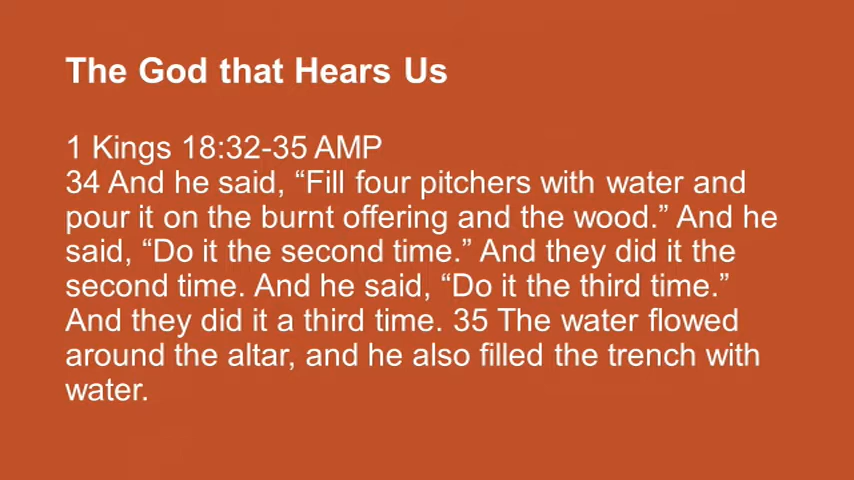 The God that Hears Us
1 Kings 18:32-35 AMP
34 And he said, “Fill four pitchers with water and
pour it on the burnt offering and the wood.” And he
said, “Do it the second time.” And they did it the
second time. And he said, “Do it the third time.”
And they did it a third time. 35 The water flowed
around the altar, and he also filled the trench with
water.